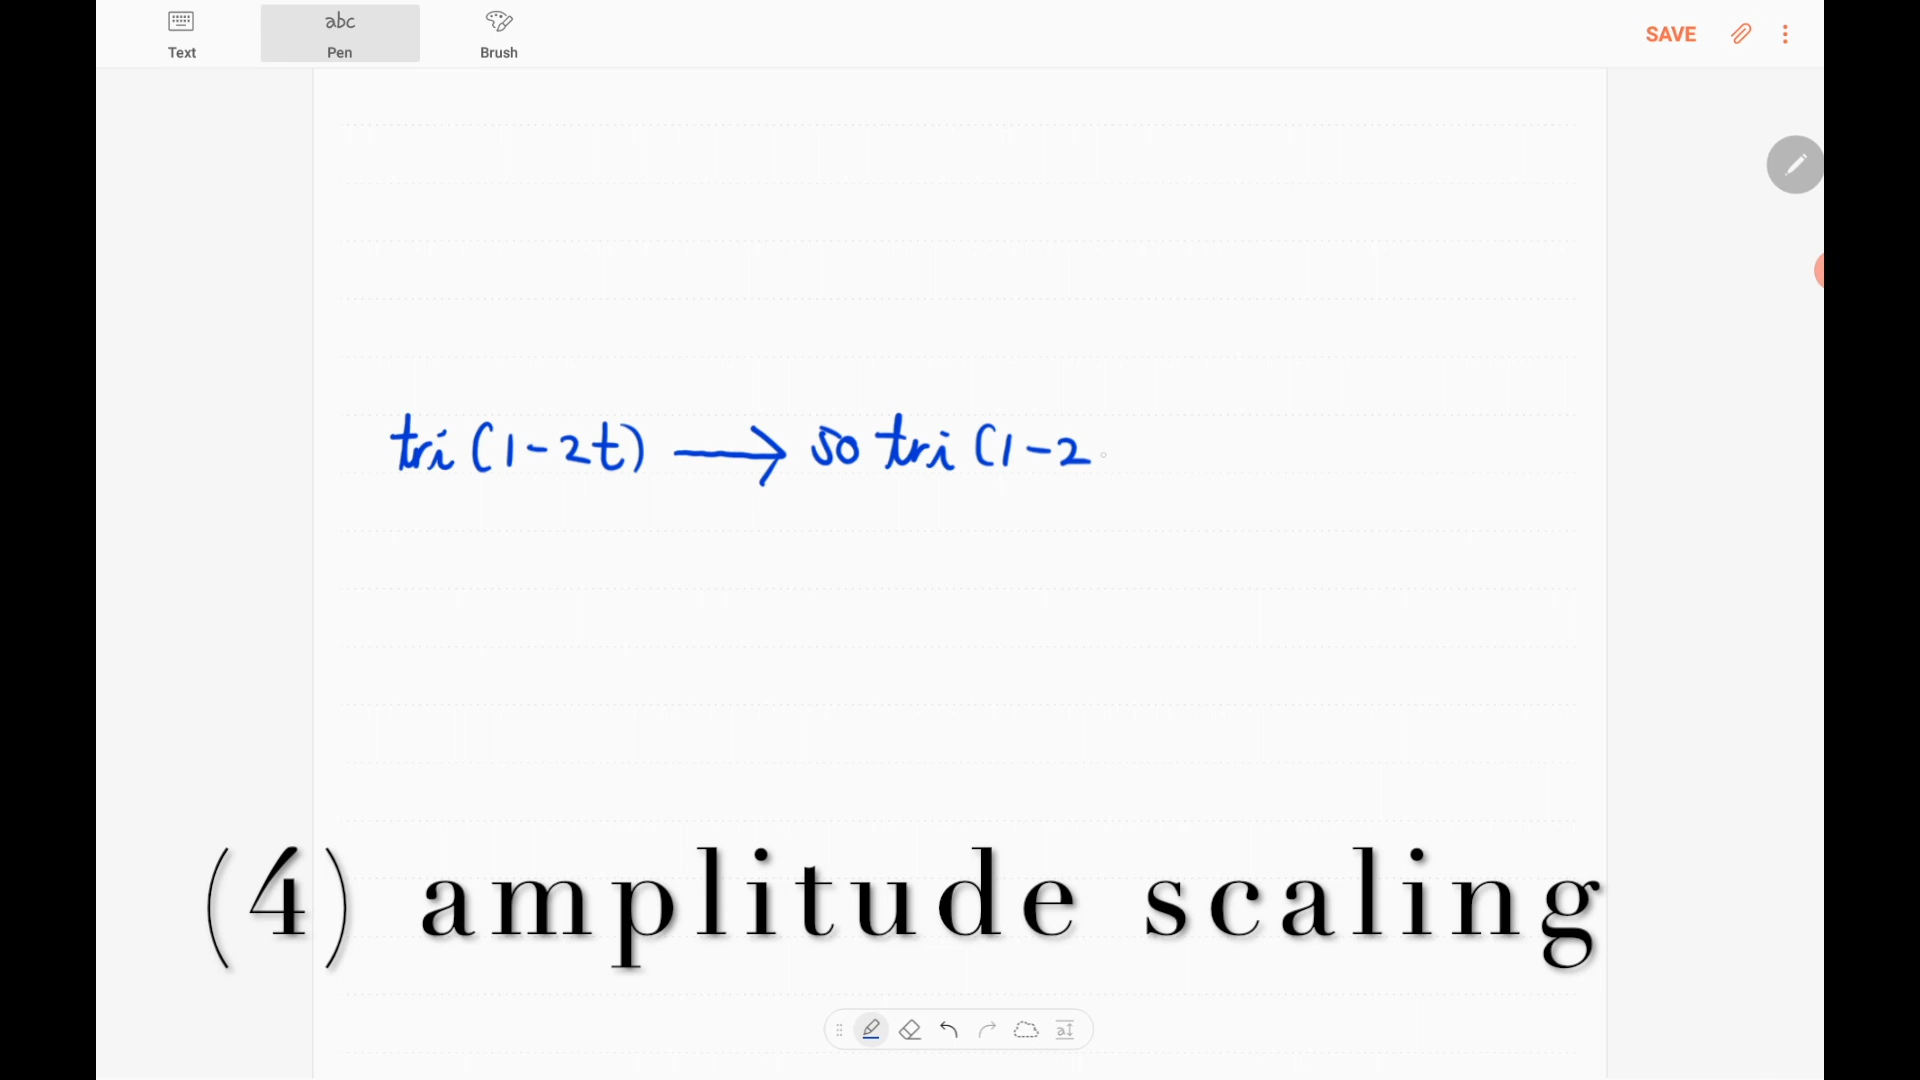 Text
abc
Pen
Brush
SAVE
tri (1-2t) → 50 tri (1-2
(4) amplitude scaling
a